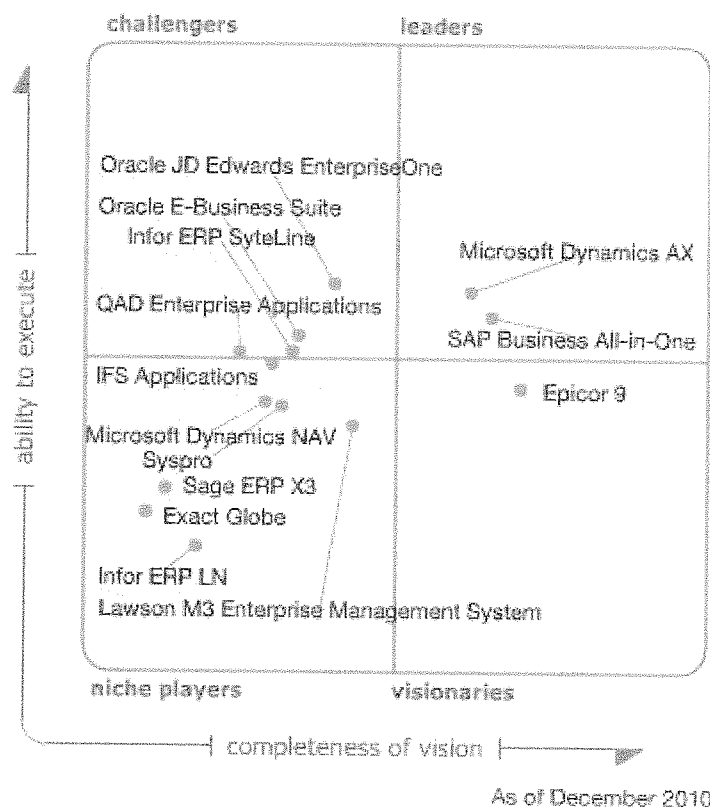 challengers
leaders
Oracle JD Edwards EnterpriseOne
Oracle E-Business Suite
Infor ERP SyteLine
Microsoft Dynamics AX
QAD Enterprise Applications
SAP Business All-in-One
IFS Applications
Epicor 9
Microsoft Dynamics NAV
Syspro
Sage ERP X3
Exact Globe
Infor ERP LN
Lawson M3 Enterprise Management System
ability to execute
niche players
visionaries
completeness of vision
As of December 2010